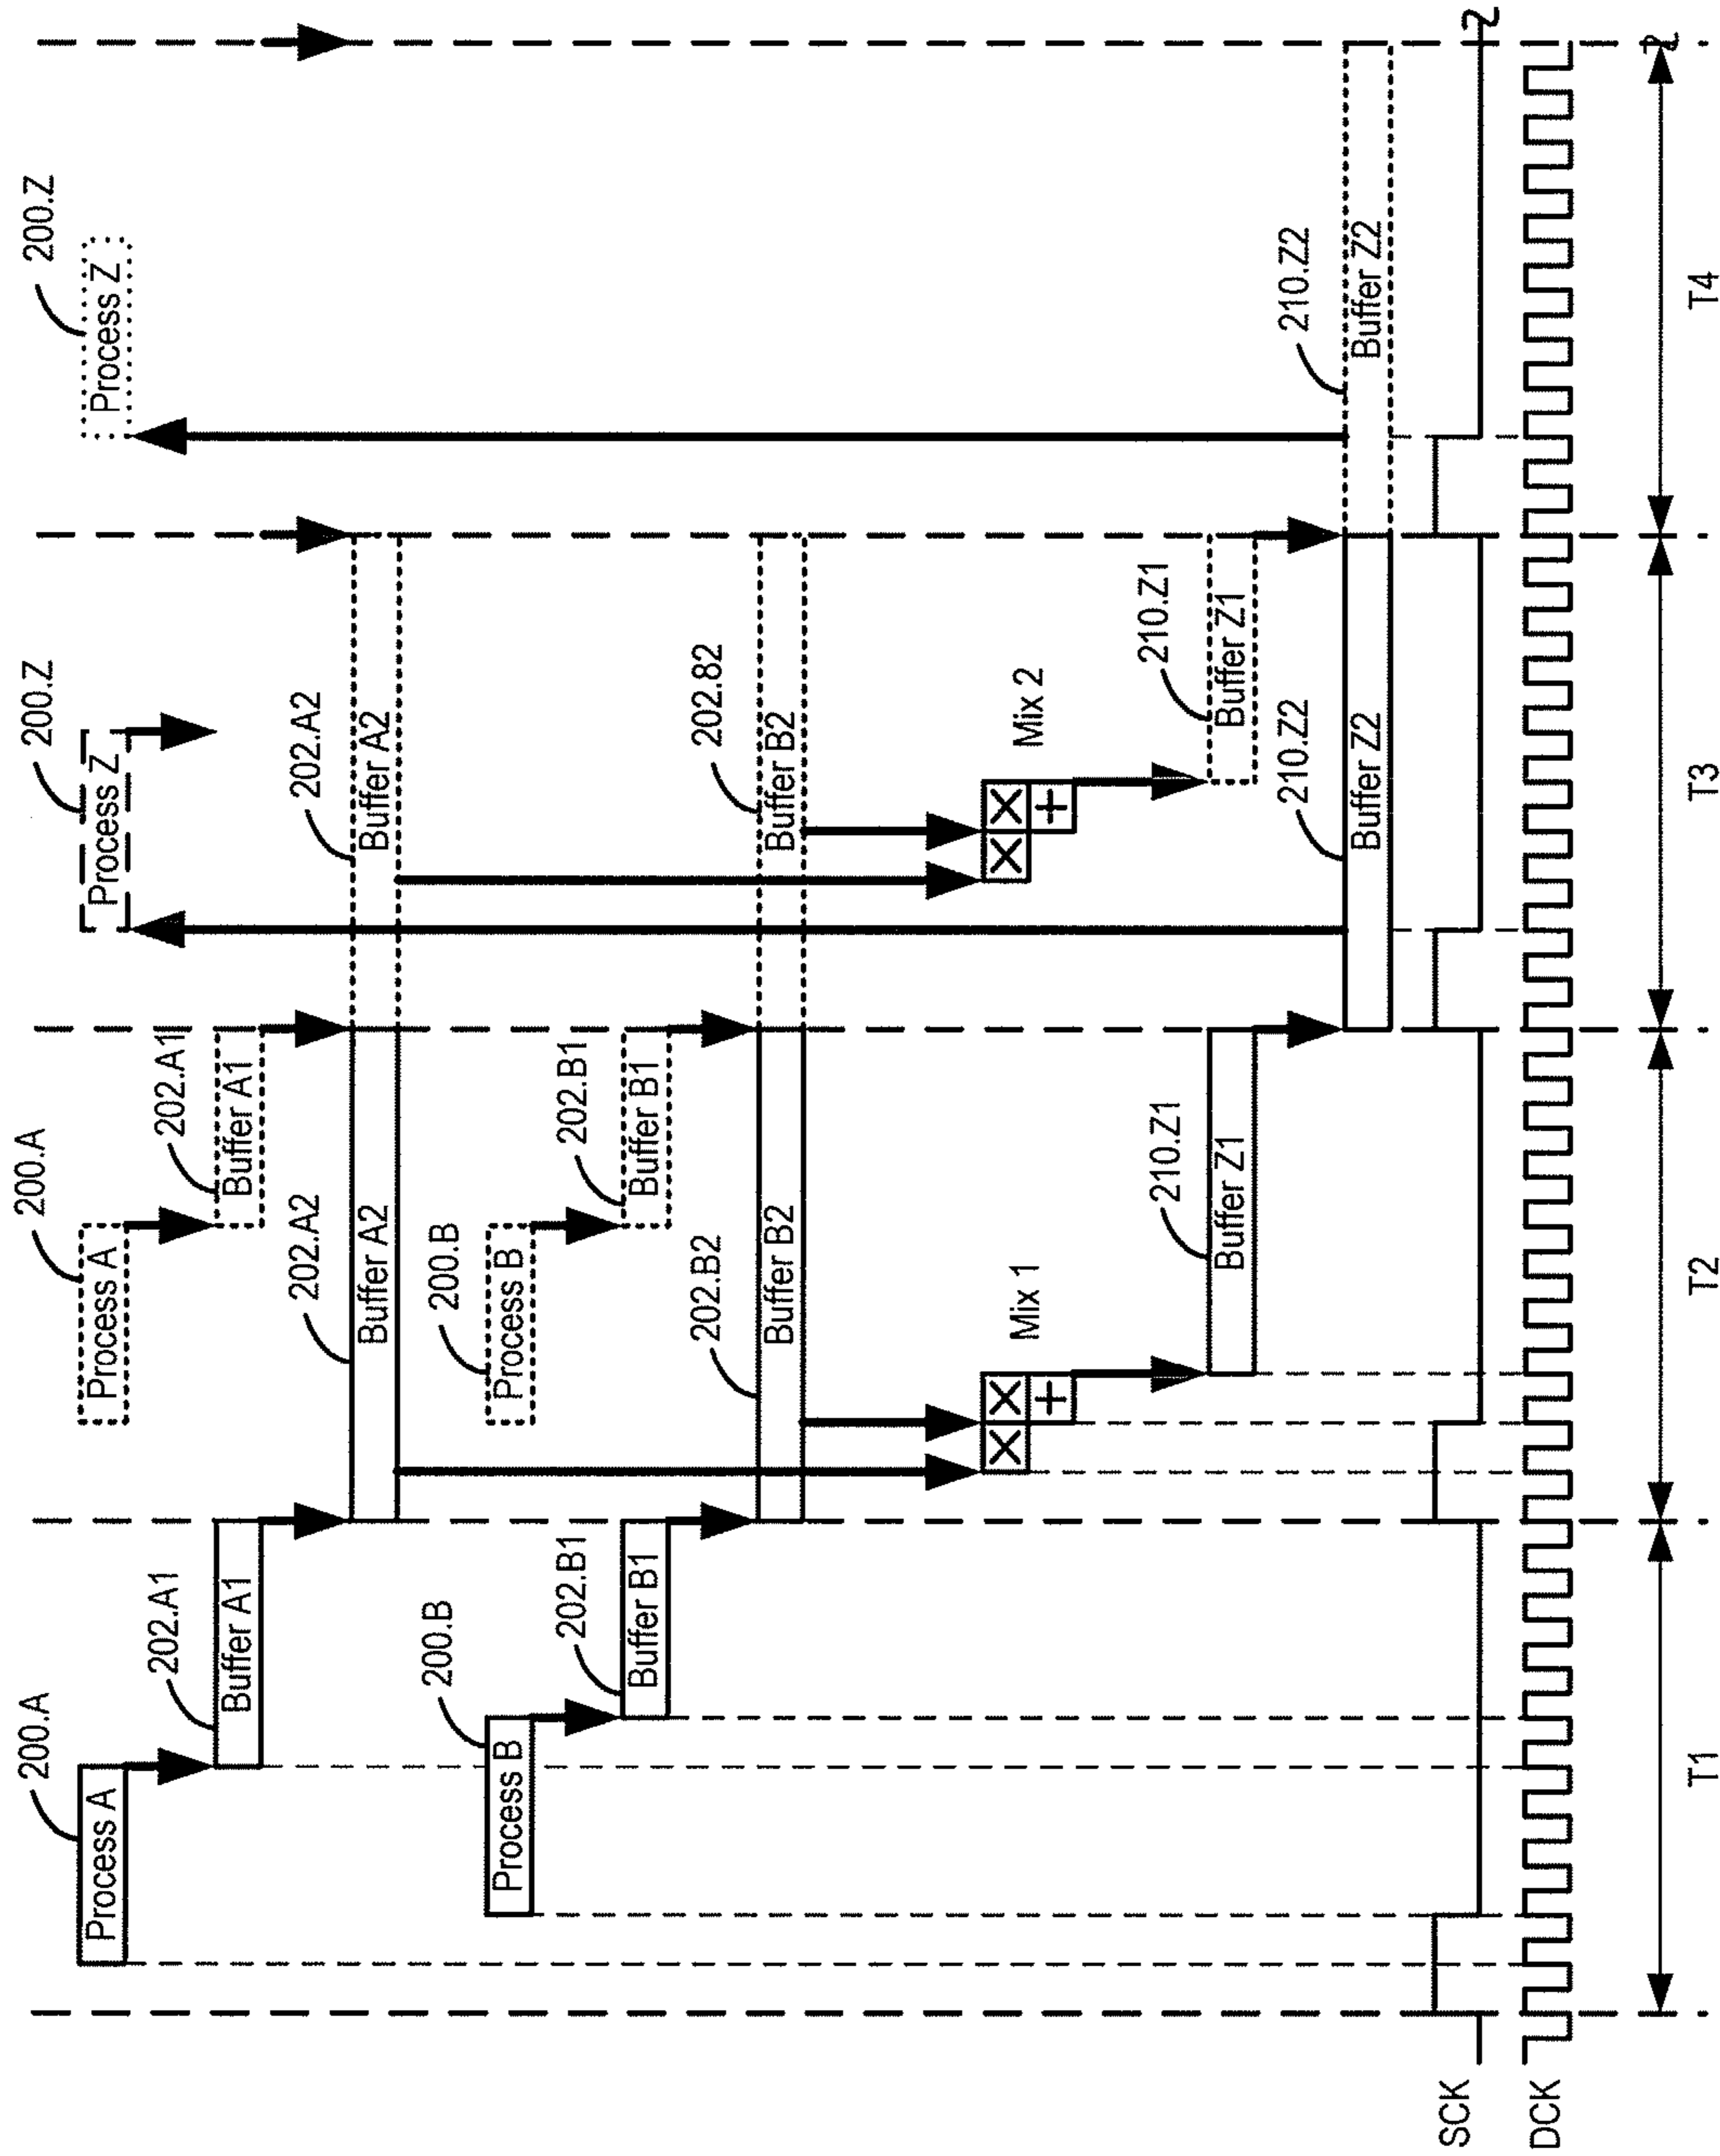 200.A 200.A 200.Z 200.Z
Process A Process A Process Z Process Z
202.A1 202.A1
Buffer A1 Buffer A1
202.A2 202.A2
Buffer A2 Buffer A2
200.B 200.B
Process B Process B
202.B1 202.B1
Buffer B1 Buffer B1
202.B2 202.82
Buffer B2 Buffer B2
X X X X
Mix 1 Mix 2
+ +
210.Z1 210.Z1
Buffer Z1 Buffer Z1
210.Z2 210.Z2
Buffer Z2 Buffer Z2
SCK
DCK
T1 T2 T3 T4